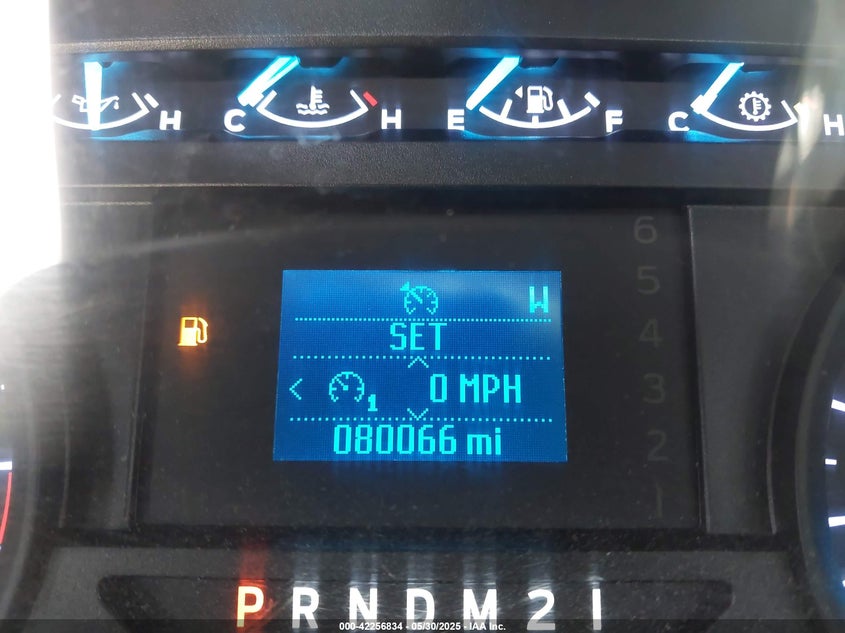 H C H E F C H
6
5
W
SET
4
0 MPH
3
1
080066 mi
2
1
P R N D M 2 1
000-42256834 - 05/30/2025 - IAA Inc.